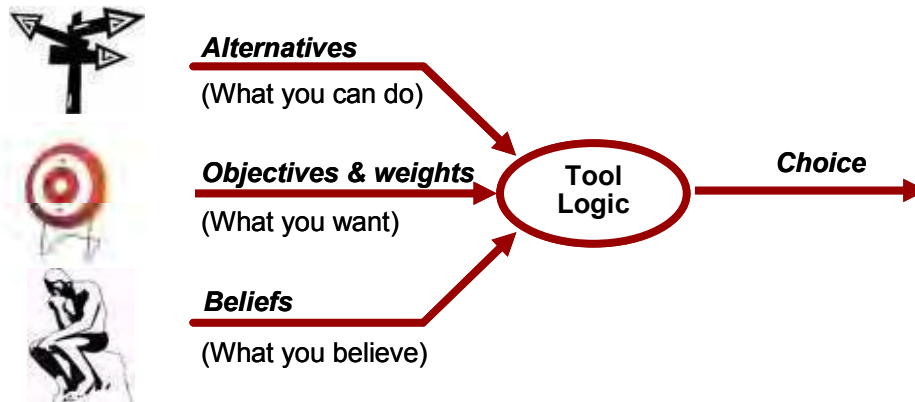 Alternatives
(What you can do)
Objectives & weights
(What you want)
Beliefs
(What you believe)
Tool
Logic
Choice